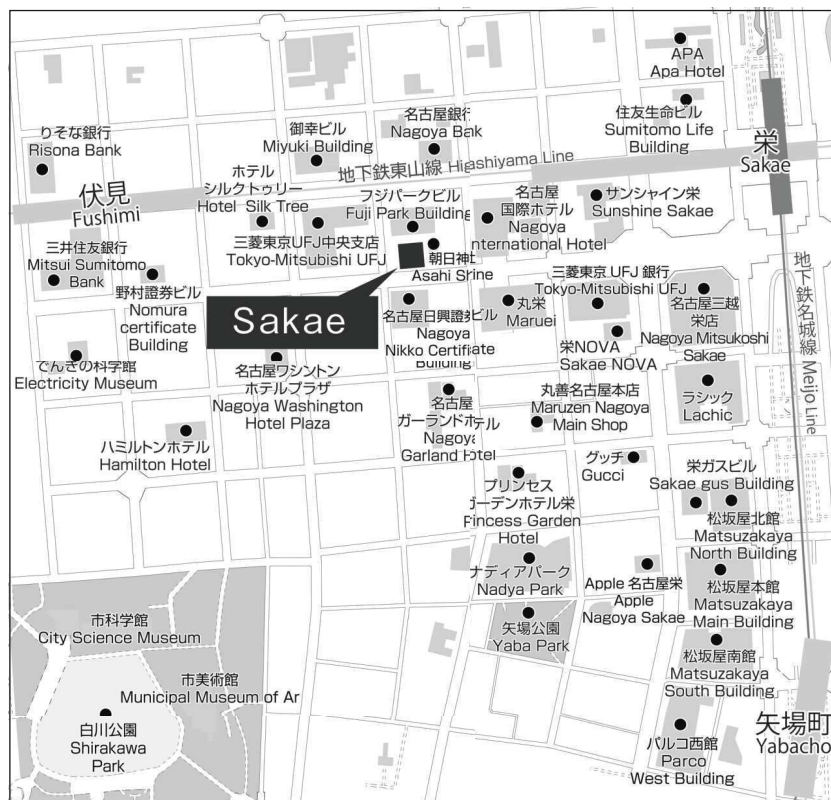 APA
Apa Hotel
住友生命ビル
Sumitomo Life
Building
栄
Sakae
名古屋銀行
Nagoya Bak
御幸ビル
Miyuki Building
りそな銀行
Risona Bank
地下鉄東山線 Higashiyama Line
伏見
Fushimi
ホテル
シルクトゥリー
Hotel Silk Tree
フジパークビル
Fuji Park Building
名古屋
国際ホテル
Nagoya
nternational Hotel
サンシャイン栄
Sunshine Sakae
三井住友銀行
Mitsui Sumitomo
Bank
野村證券ビル
Nomura
certificate
Building
三菱東京UFJ中央支店
Tokyo-Mitsubishi UFJ
朝日神社
Asahi Srine
Sakae
名古屋日興證券ビル
Nagoya
Nikko Certificate
Building
丸栄
Maruei
三菱東京 UFJ 銀行
Tokyo-Mitsubishi UFJ
栄NOVA
Sakae NOVA
名古屋三越
栄店
Nagoya Mitsukoshi
Sakae
地下鉄名城線 Meijo Line
でんきの科学館
Electricity Museum
名古屋ワシントン
ホテルプラザ
Nagoya Washington
Hotel Plaza
ハミルトンホテル
Hamilton Hotel
名古屋
ガーランドホテル
Nagoya
Garland Hotel
丸善名古屋本店
Maruzen Nagoya
Main Shop
ラシック
Lachic
グッチ
Gucci
栄ガスビル
Sakae gus Building
プリンセス
ガーデンホテル栄
Princess Garden
Hotel
松坂屋北館
Matsuzakaya
North Building
ナディアパーク
Nadya Park
Apple 名古屋栄
Apple
Nagoya Sakae
松坂屋本館
Matsuzakaya
Main Building
矢場公園
Yaba Park
松坂屋南館
Matsuzakaya
South Building
市科学館
City Science Museum
市美術館
Municipal Museum of Ar
白川公園
Shirakawa
Park
パルコ西館
Parco
West Building
矢場町
Yabacho